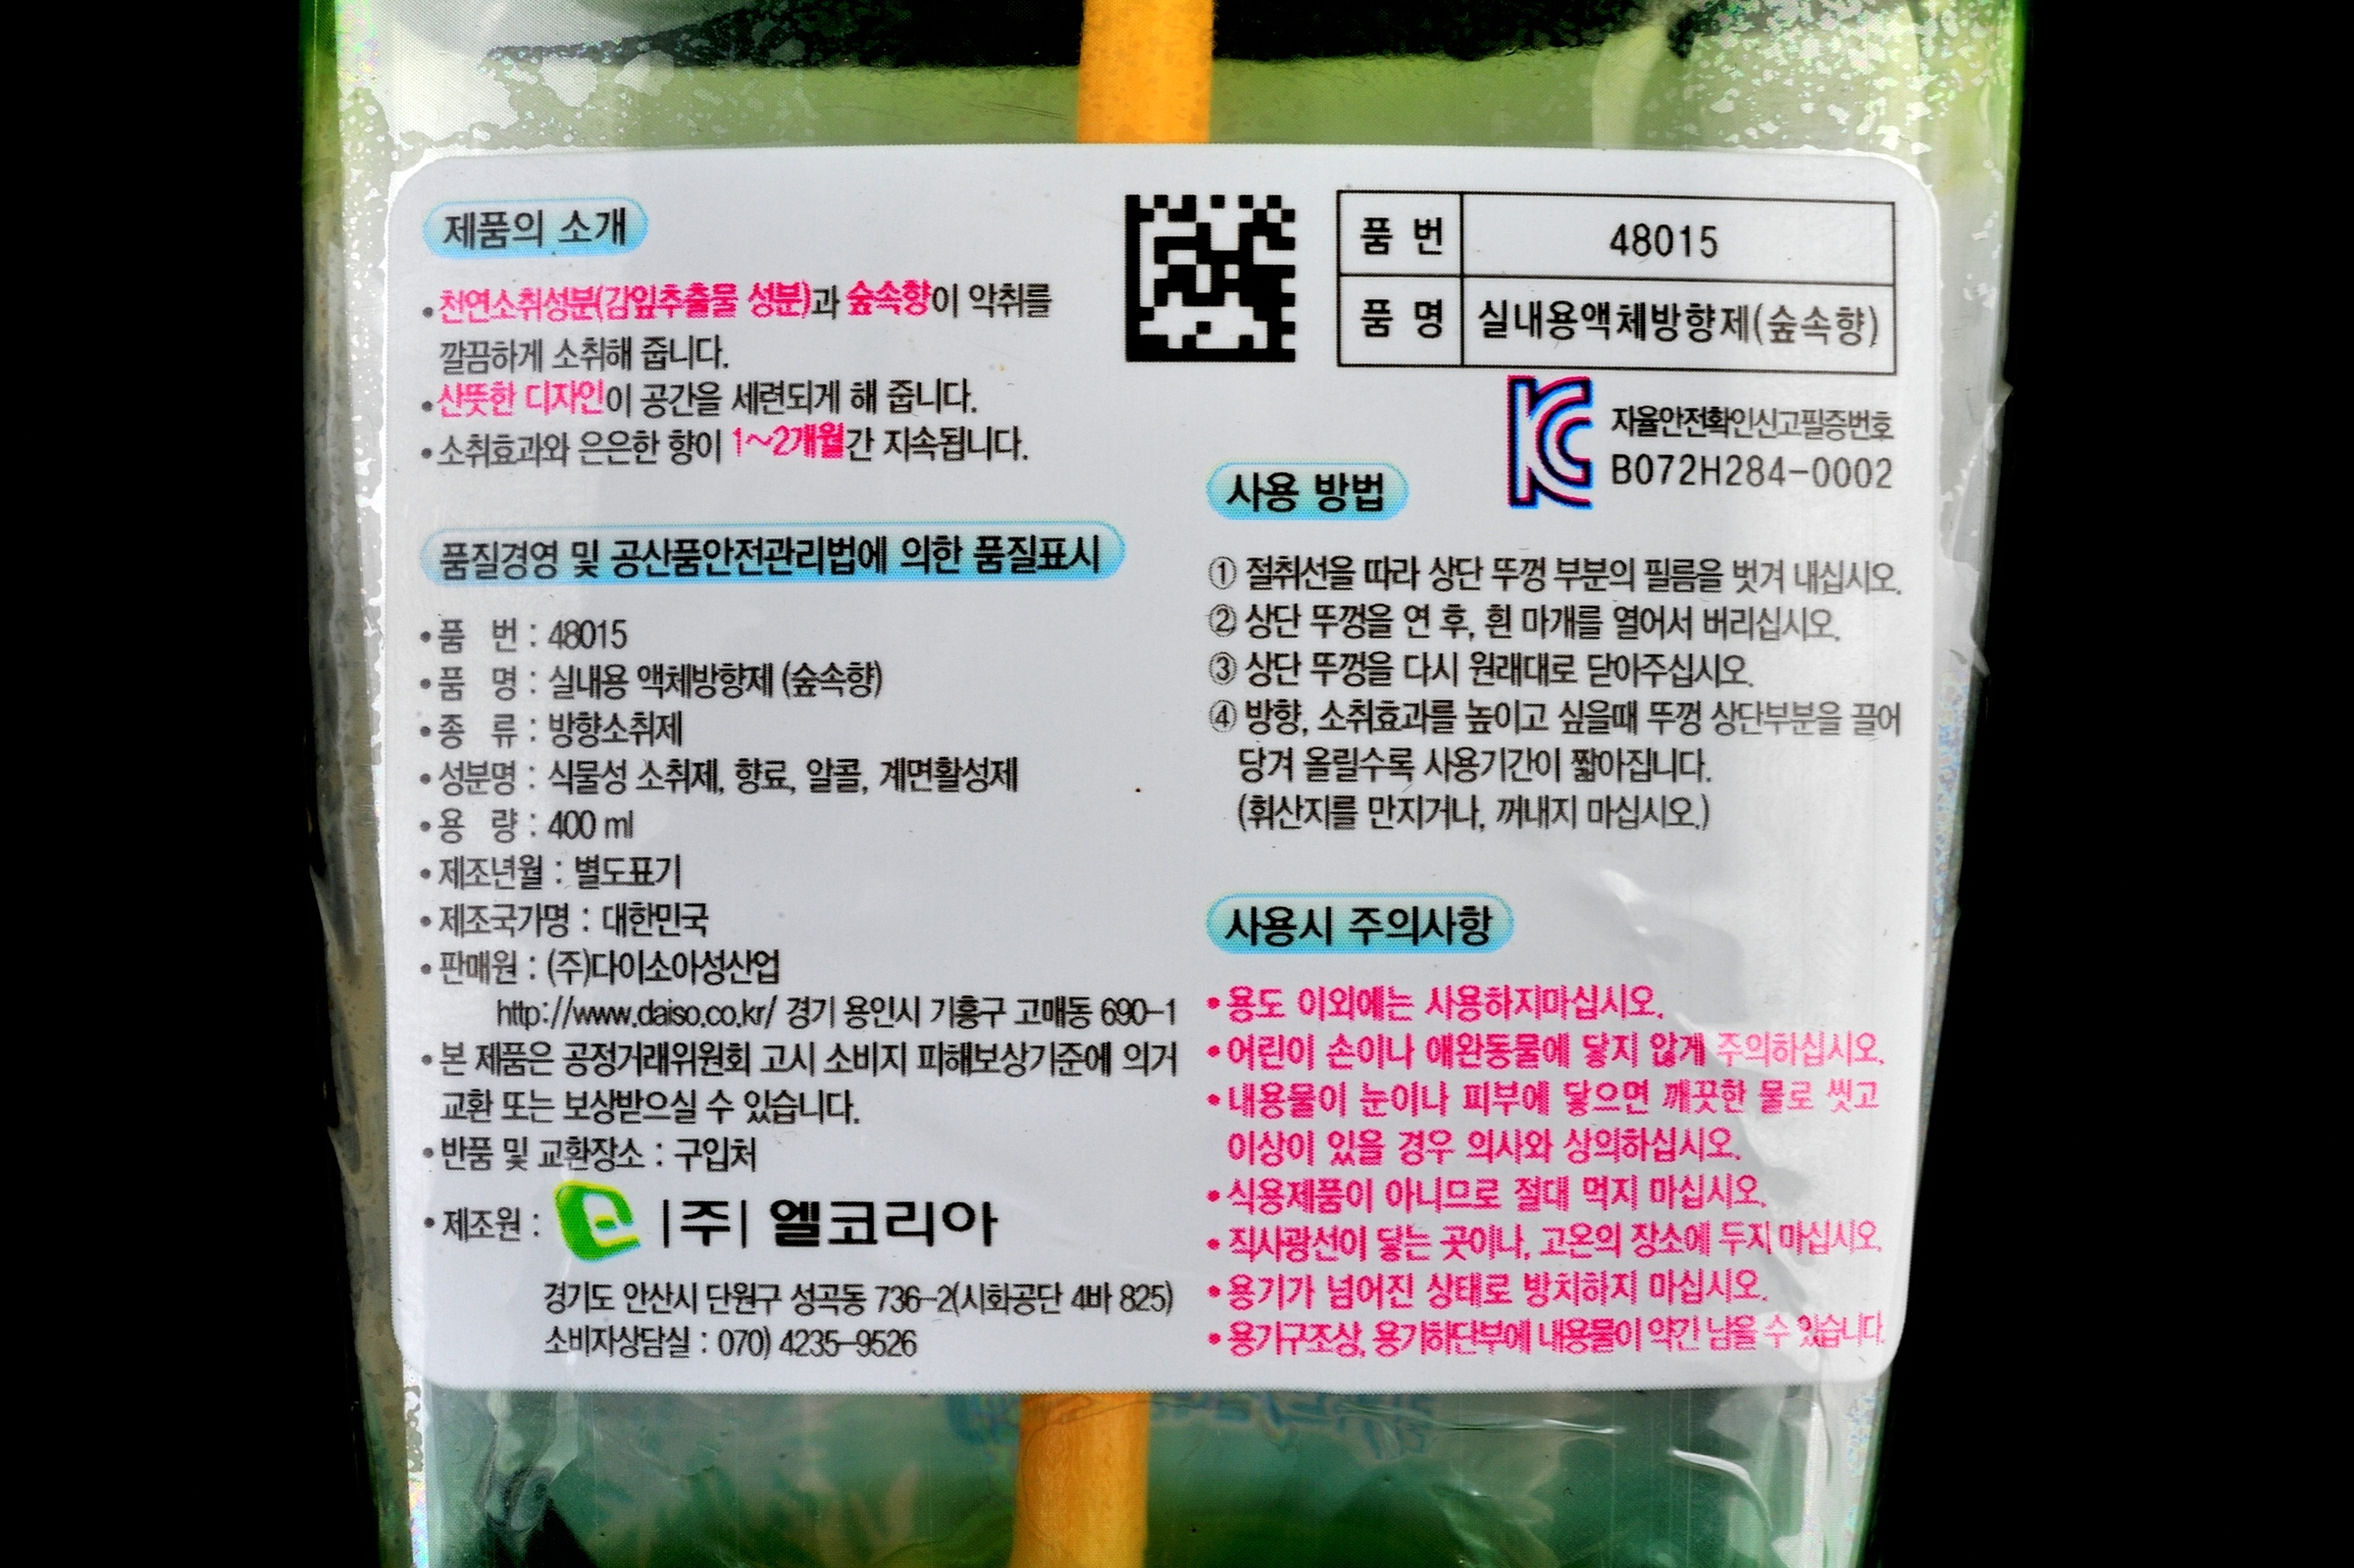 제품의 소개
•천연소취성분(감잎추출물 성분)과 숲속향이 악취를
깔끔하게 소취해 줍니다.
•산뜻한 디자인이 공간을 세련되게 해 줍니다.
•소취효과와 은은한 향이 1~2개월간 지속됩니다.
품질경영 및 공산품안전관리법에 의한 품질표시
•품 번 : 48015
•품 명 : 실내용 액체방향제 (숲속향)
•종 류 : 방향소취제
•성분명 : 식물성 소취제, 향료, 알콜, 계면활성제
•용 량 : 400 ml
•제조년월 : 별도표기
•제조국가명 : 대한민국
•판매원 : (주)다이소아성산업
http://www.daiso.co.kr/ 경기 용인시 기흥구 고매동 690-1
•본 제품은 공정거래위원회 고시 소비지 피해보상기준에 의거
교환 또는 보상받으실 수 있습니다.
•반품 및 교환장소 : 구입처
•제조원 : e |주| 엘코리아
경기도 안산시 단원구 성곡동 736-2(시화공단 4바 825)
소비자상담실 : 070) 4235-9526
품 번 48015
품 명 실내용액체방향제(숲속향)
KC 자율안전확인신고필증번호
B072H284-0002
사용 방법
① 절취선을 따라 상단 뚜껑 부분의 필름을 벗겨 내십시오.
② 상단 뚜껑을 연 후, 흰 마개를 열어서 버리십시오.
③ 상단 뚜껑을 다시 원래대로 닫아주십시오.
④ 방향, 소취효과를 높이고 싶을때 뚜껑 상단부분을 끌어
당겨 올릴수록 사용기간이 짧아집니다.
(휘산지를 만지거나, 꺼내지 마십시오.)
사용시 주의사항
•용도 이외에는 사용하지마십시오.
•어린이 손이나 애완동물에 닿지 않게 주의하십시오.
•내용물이 눈이나 피부에 닿으면 깨끗한 물로 씻고
이상이 있을 경우 의사와 상의하십시오.
•식용제품이 아니므로 절대 먹지 마십시오.
•직사광선이 닿는 곳이나, 고온의 장소에 두지 마십시오.
•용기가 넘어진 상태로 방치하지 마십시오.
•용기구조상, 용기하단부에 내용물이 약간 남을 수 있습니다.